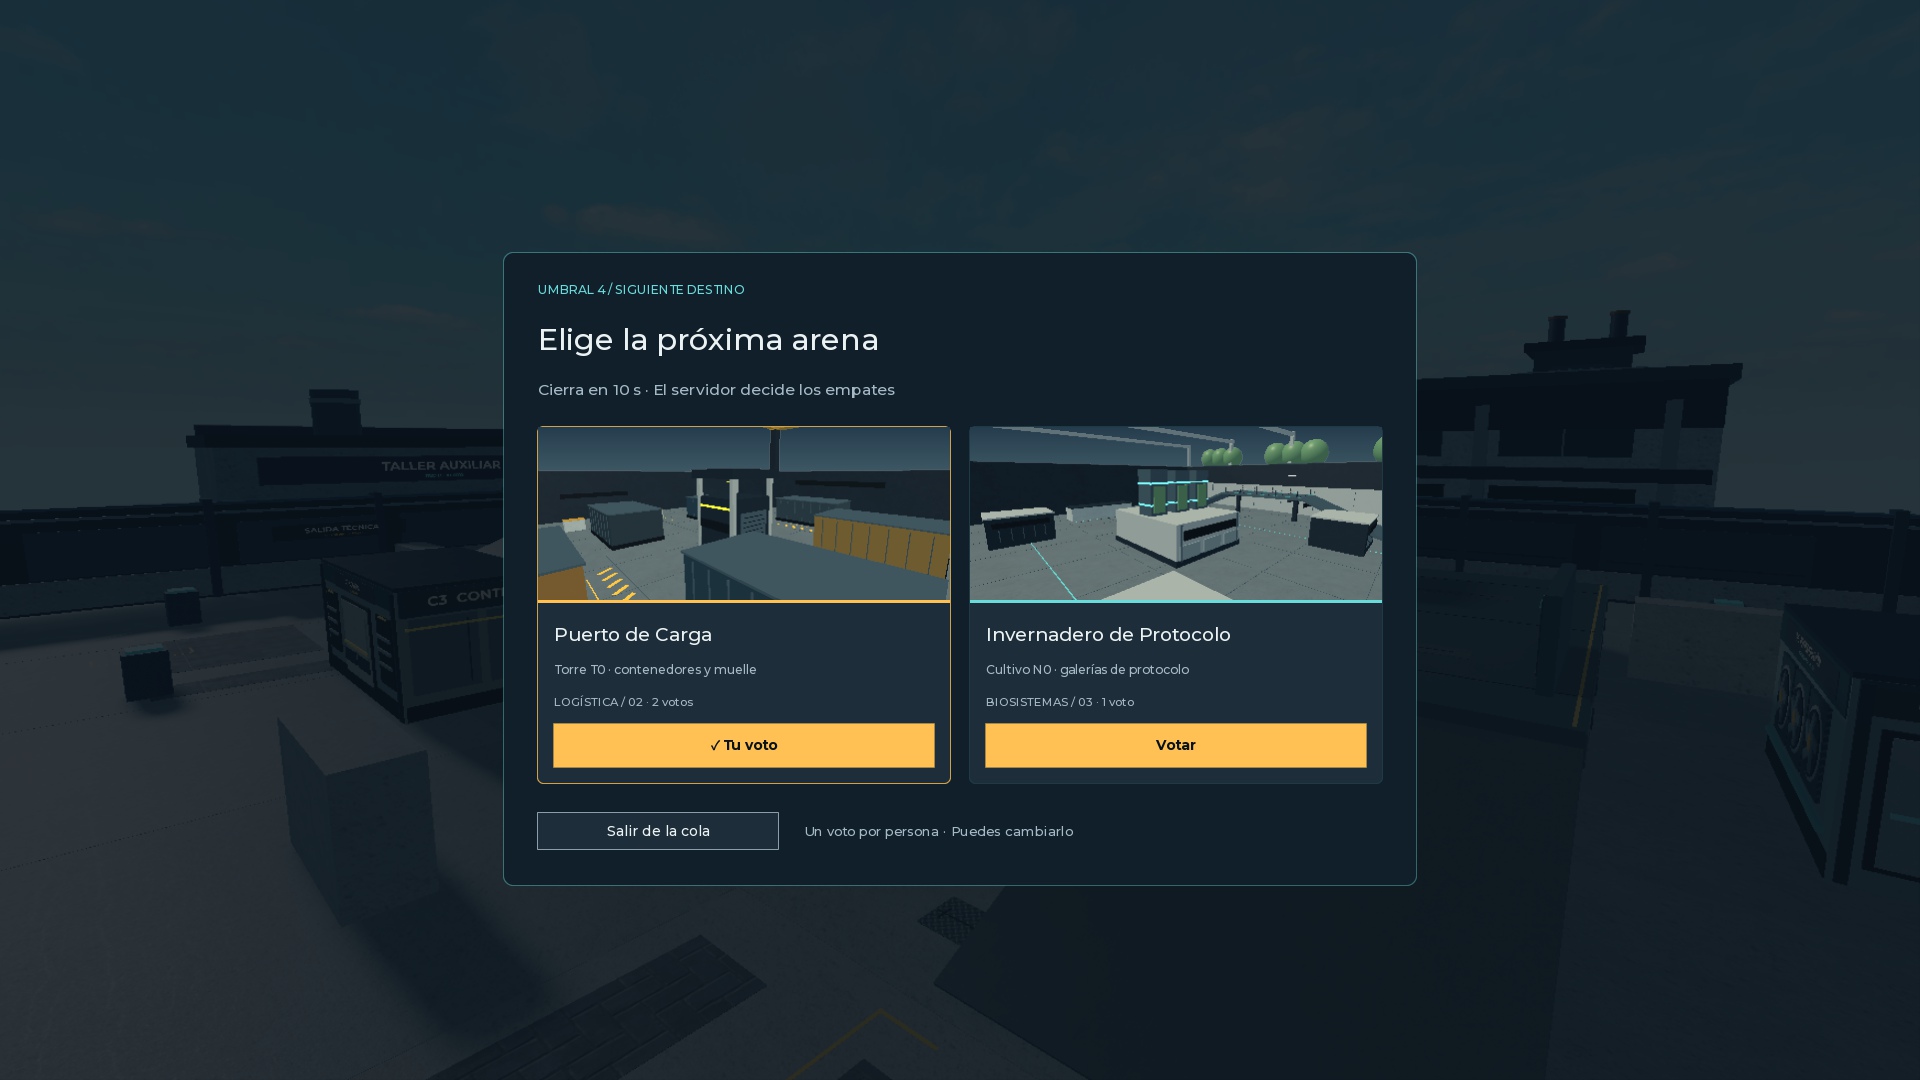 UMBRAL 4 / SIGUIENTE DESTINO
Elige la próxima arena
Cierra en 10 s · El servidor decide los empates
TALLER AUXILIAR
SALIDA TECNICA
C3 CONT
Puerto de Carga
Torre T0 · contenedores y muelle
LOGÍSTICA / 02 · 2 votos
✓ Tu voto
Invernadero de Protocolo
Cultivo N0 · galerías de protocolo
BIOSISTEMAS / 03 · 1 voto
Votar
Salir de la cola
Un voto por persona · Puedes cambiarlo